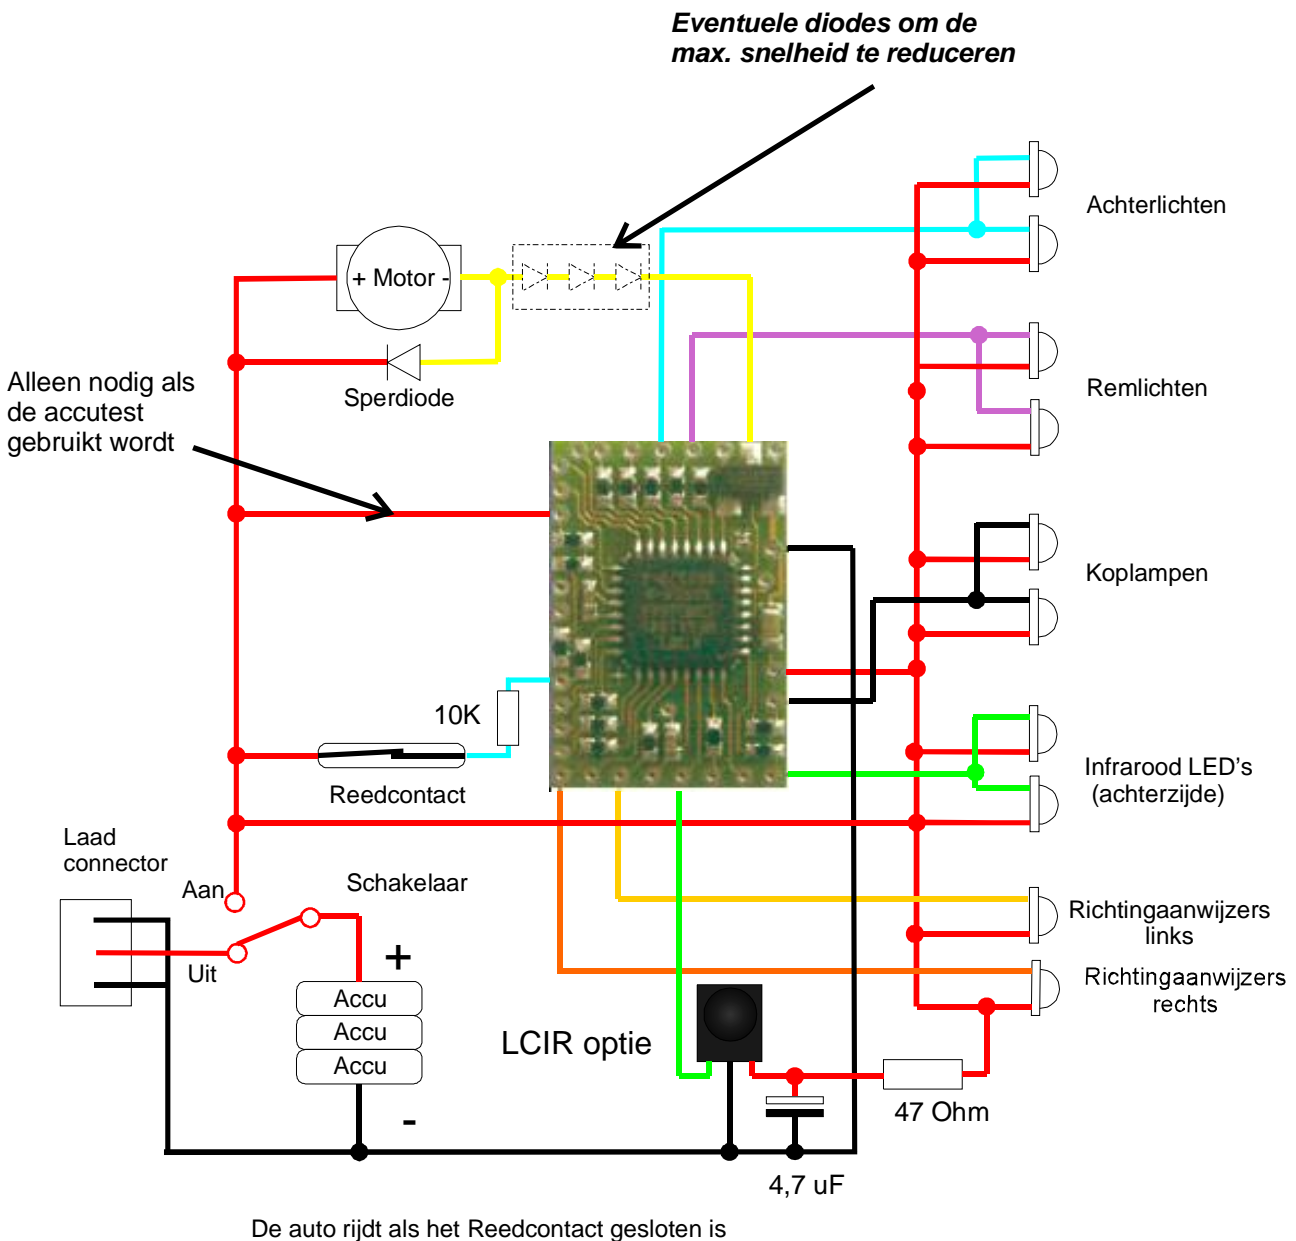 Eventuele diodes om de
max. snelheid te reduceren
Achterlichten
+ Motor -
Sperdiode
Alleen nodig als
de accutest
gebruikt wordt
Remlichten
Koplampen
10K
Reedcontact
Infrarood LED's
(achterzijde)
Laad
connector
Aan
Schakelaar
Uit
+
Accu
Accu
Accu
-
Richtingaanwijzers
links
Richtingaanwijzers
rechts
LCIR optie
47 Ohm
4,7 uF
De auto rijdt als het Reedcontact gesloten is